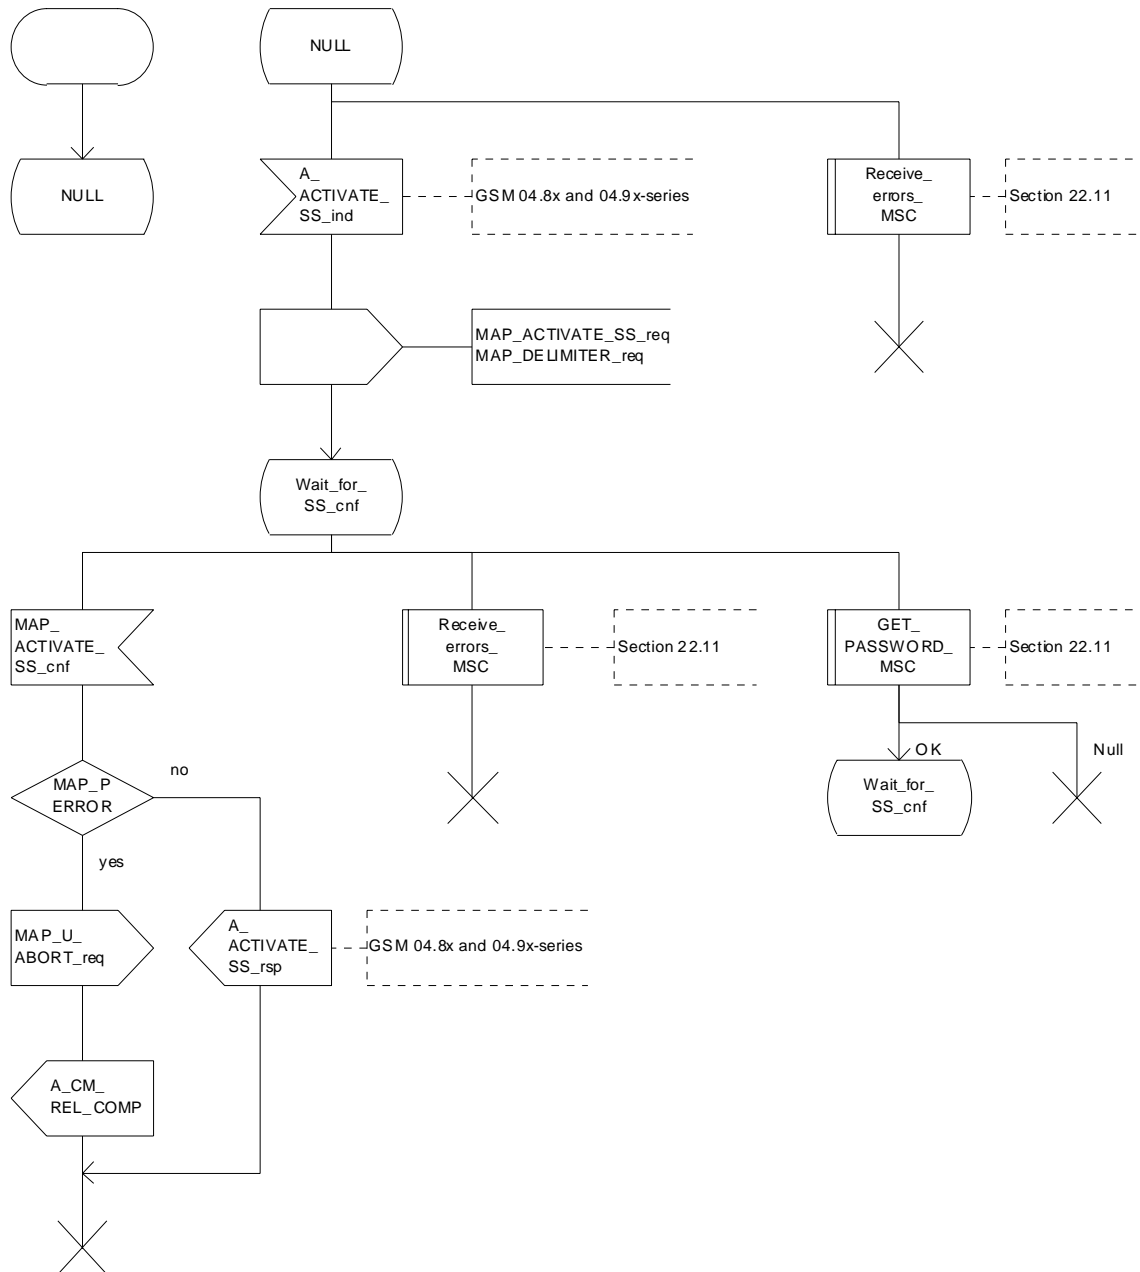 NULL
NULL
A_
ACTIVATE_
SS_ind
GSM 04.8x and 04.9x-series
Receive_
errors_
MSC
Section 22.11
MAP_ACTIVATE_SS_req
MAP_DELIMITER_req
Wait_for_
SS_cnf
MAP_
ACTIVATE_
SS_cnf
Receive_
errors_
MSC
Section 22.11
GET_
PASSWORD_
MSC
Section 22.11
OK
Null
Wait_for_
SS_cnf
MAP_P
ERROR
no
yes
MAP_U_
ABORT_req
A_
ACTIVATE_
SS_rsp
GSM 04.8x and 04.9x-series
A_CM_
REL_COMP